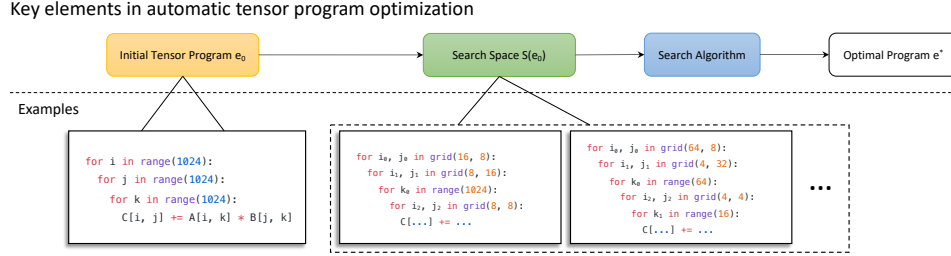 Key elements in automatic tensor program optimization
Initial Tensor Program e₀
Search Space S(e₀)
Search Algorithm
Optimal Program e*
Examples
for i in range(1024):
for j in range(1024):
for k in range(1024):
C[i, j] += A[i, k] * B[j, k]
for i₀, j₀ in grid(16, 8):
for i₁, j₁ in grid(8, 16):
for k₀ in range(1024):
for i₂, j₂ in grid(8, 8):
C[...] += ...
for i₀, j₀ in grid(64, 8):
for i₁, j₁ in grid(4, 32):
for k₀ in range(64):
for i₂, j₂ in grid(4, 4):
for k₁ in range(16):
C[...] += ...
...